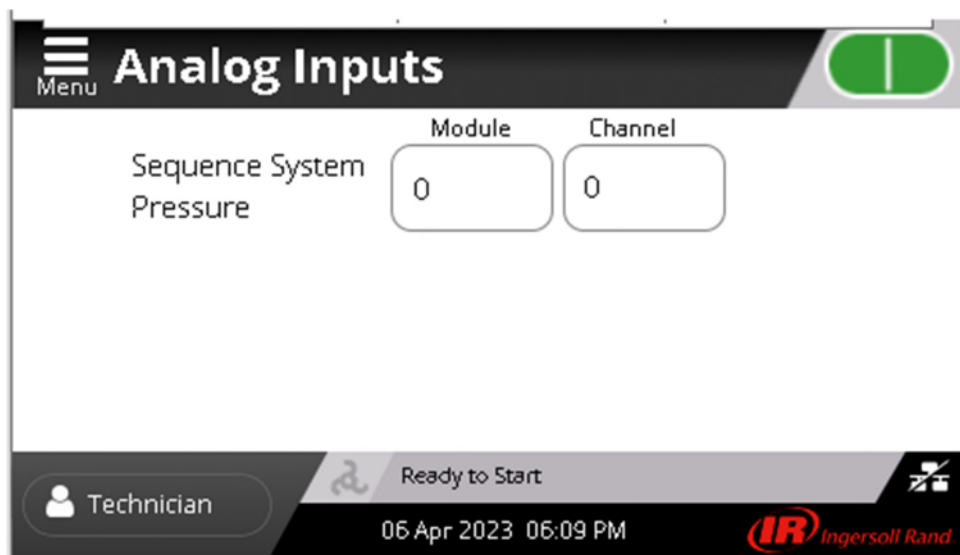 Menu
Analog Inputs
Module Channel
Sequence System
Pressure
0 0
Ready to Start
Technician
06 Apr 2023 06:09 PM
IR Ingersoll Rand